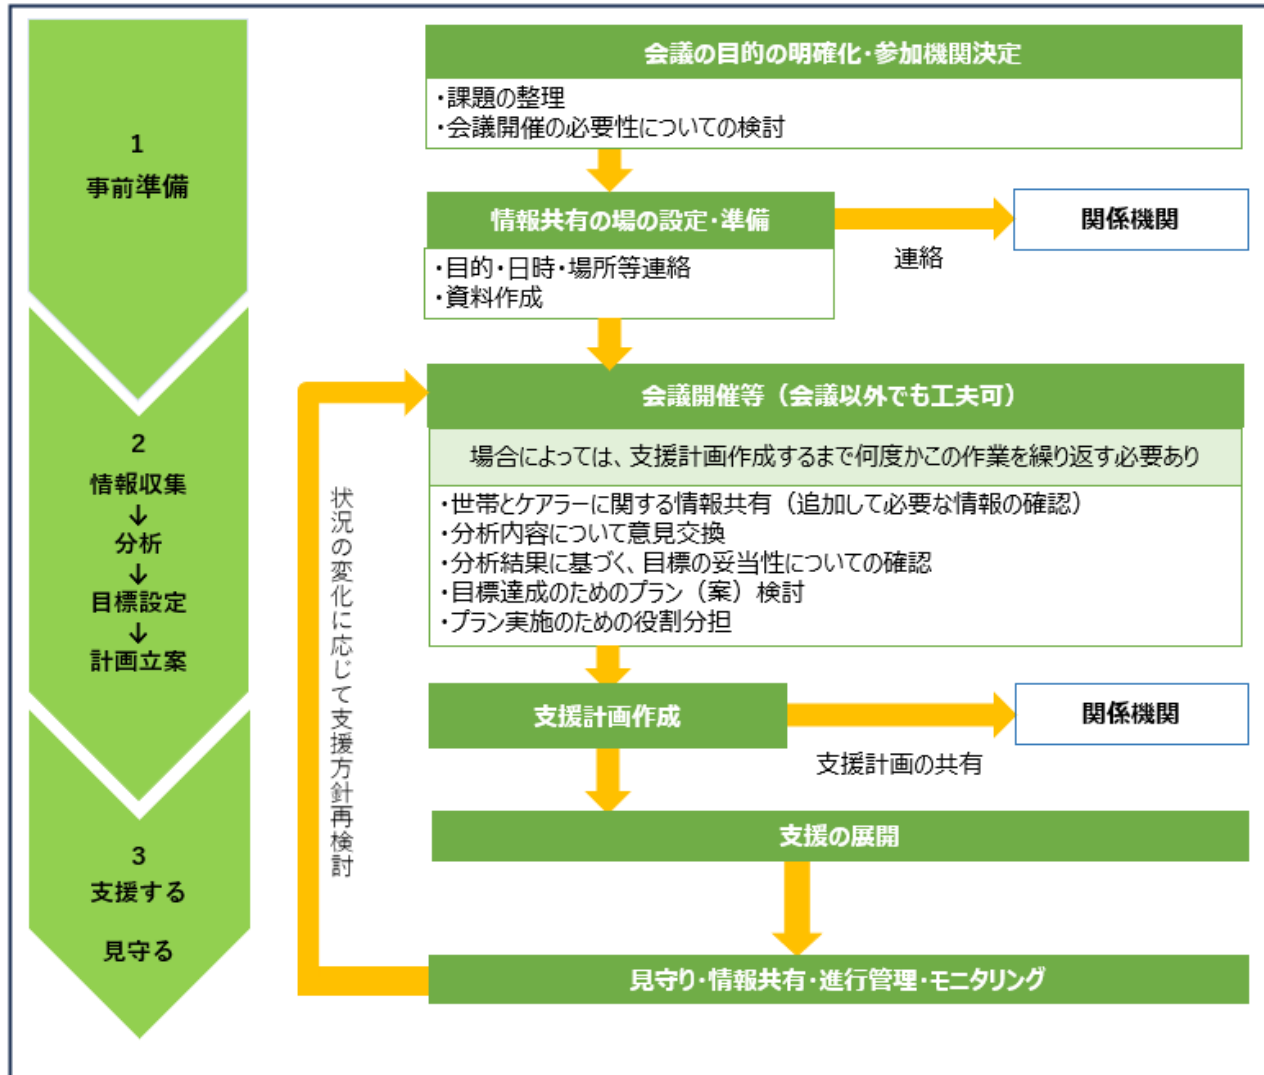 1
事前準備
2
情報収集
↓
分析
↓
目標設定
↓
計画立案
3
支援する
見守る
会議の目的の明確化・参加機関決定
・課題の整理
・会議開催の必要性についての検討
情報共有の場の設定・準備
・目的・日時・場所等連絡
・資料作成
連絡
関係機関
会議開催等（会議以外でも工夫可）
場合によっては、支援計画作成するまで何度かこの作業を繰り返す必要あり
・世帯とケアラーに関する情報共有（追加して必要な情報の確認）
・分析内容について意見交換
・分析結果に基づく、目標の妥当性についての確認
・目標達成のためのプラン（案）検討
・プラン実施のための役割分担
支援計画作成
支援計画の共有
関係機関
支援の展開
見守り・情報共有・進行管理・モニタリング
状況の変化に応じて支援方針再検討